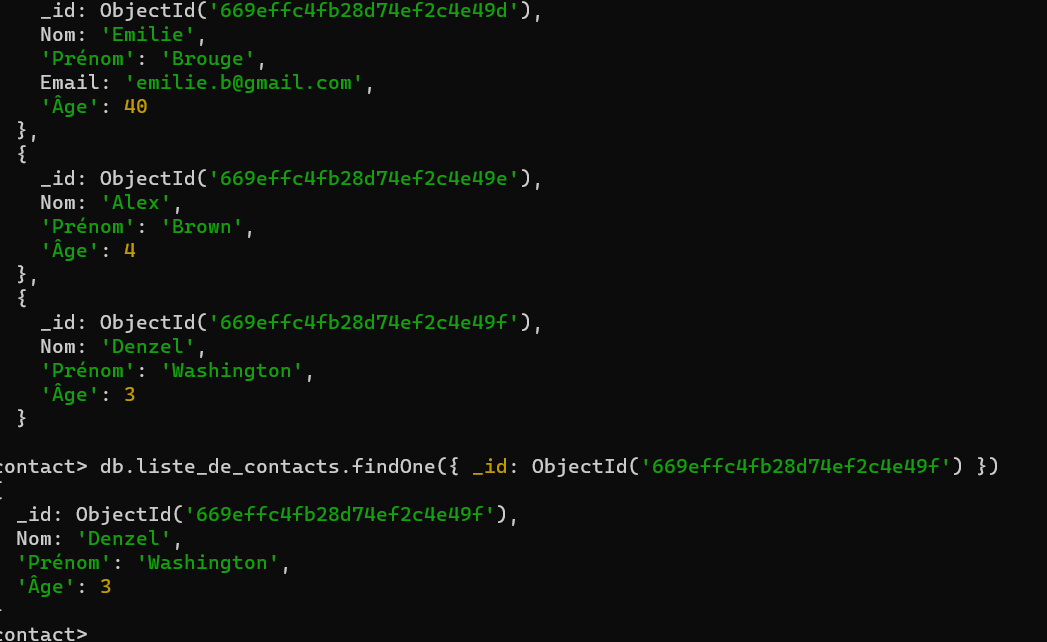 _id: ObjectId('669effc4fb28d74ef2c4e49d'),
Nom: 'Emilie',
'Prénom': 'Brouge',
Email: 'emilie.b@gmail.com',
'Âge': 40
},
{
_id: ObjectId('669effc4fb28d74ef2c4e49e'),
Nom: 'Alex',
'Prénom': 'Brown',
'Âge': 4
},
{
_id: ObjectId('669effc4fb28d74ef2c4e49f'),
Nom: 'Denzel',
'Prénom': 'Washington',
'Âge': 3
}
contact> db.liste_de_contacts.findOne({ _id: ObjectId('669effc4fb28d74ef2c4e49f') })
{
_id: ObjectId('669effc4fb28d74ef2c4e49f'),
Nom: 'Denzel',
'Prénom': 'Washington',
'Âge': 3
}
contact>